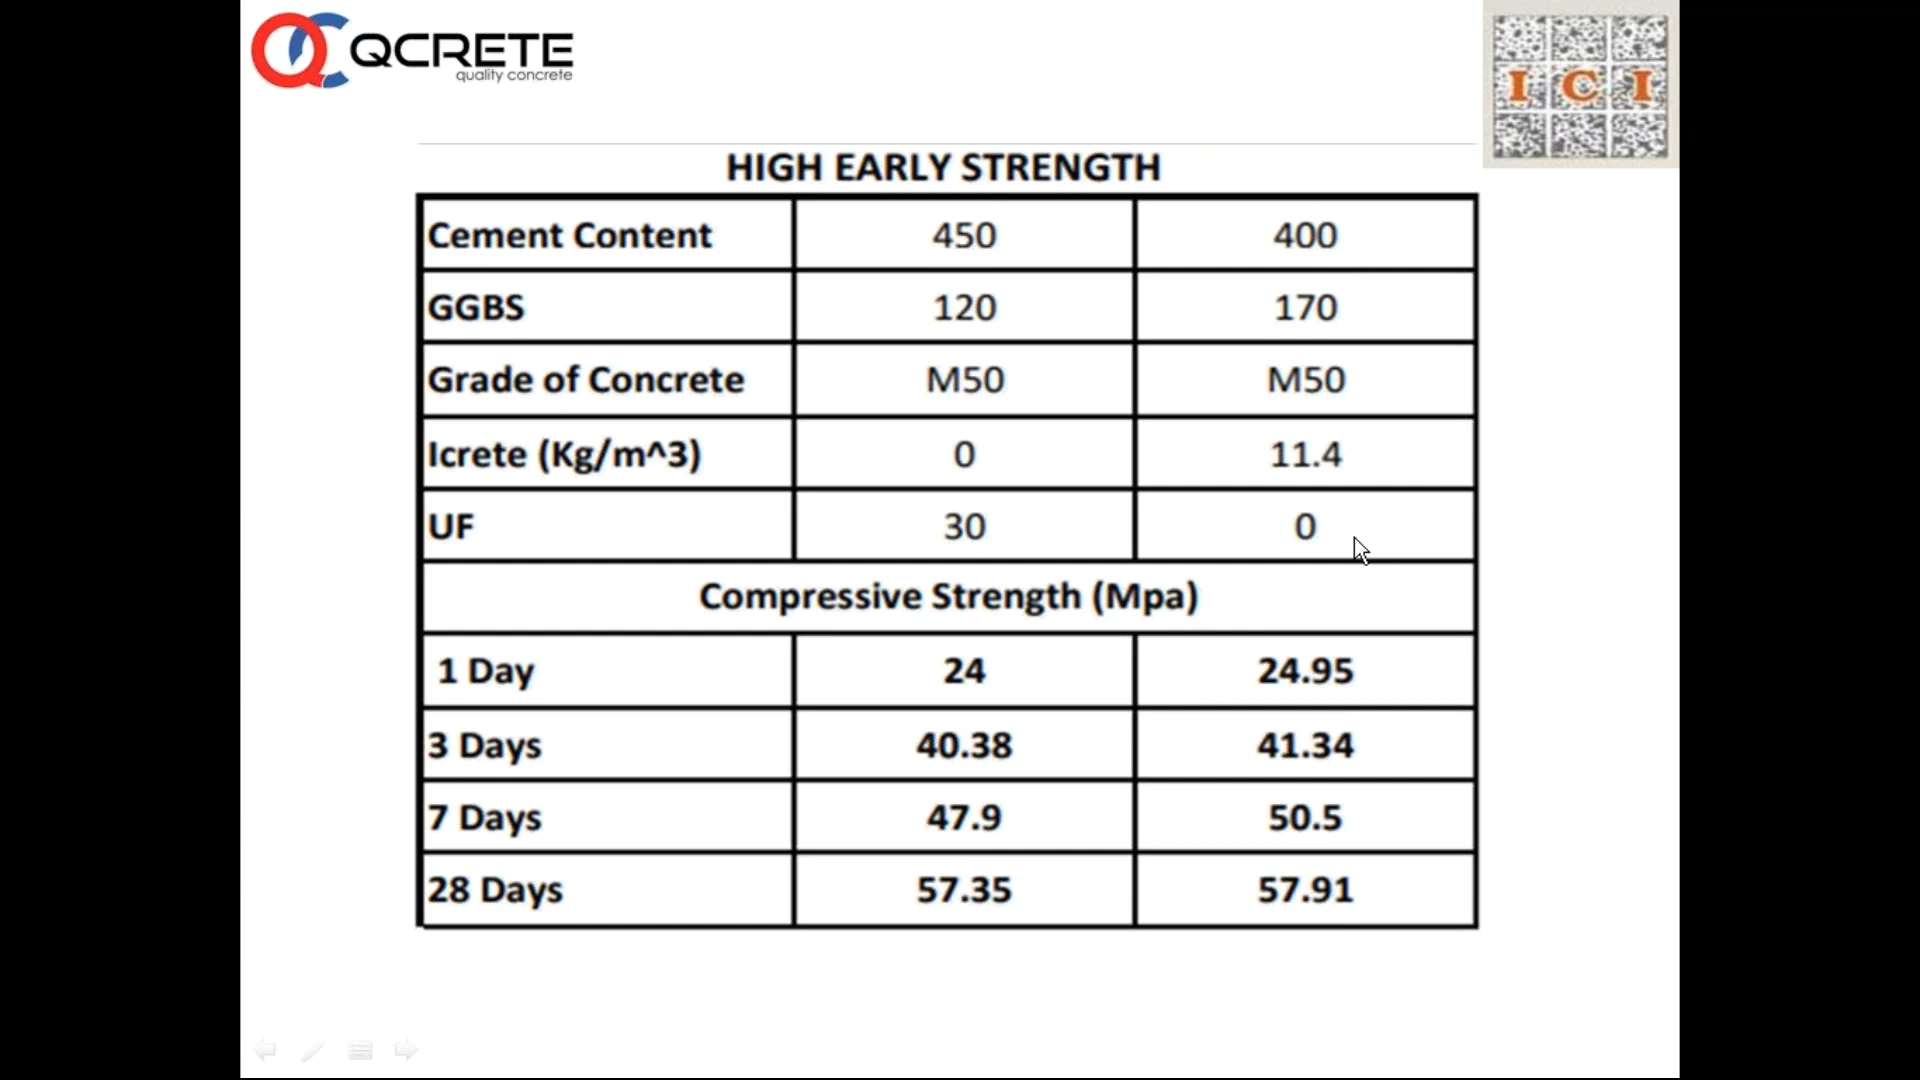 QCRETE
quality concrete
I C I
HIGH EARLY STRENGTH
Cement Content 450 400
GGBS 120 170
Grade of Concrete M50 M50
Icrete (Kg/m^3) 0 11.4
UF 30 0
Compressive Strength (Mpa)
1 Day 24 24.95
3 Days 40.38 41.34
7 Days 47.9 50.5
28 Days 57.35 57.91